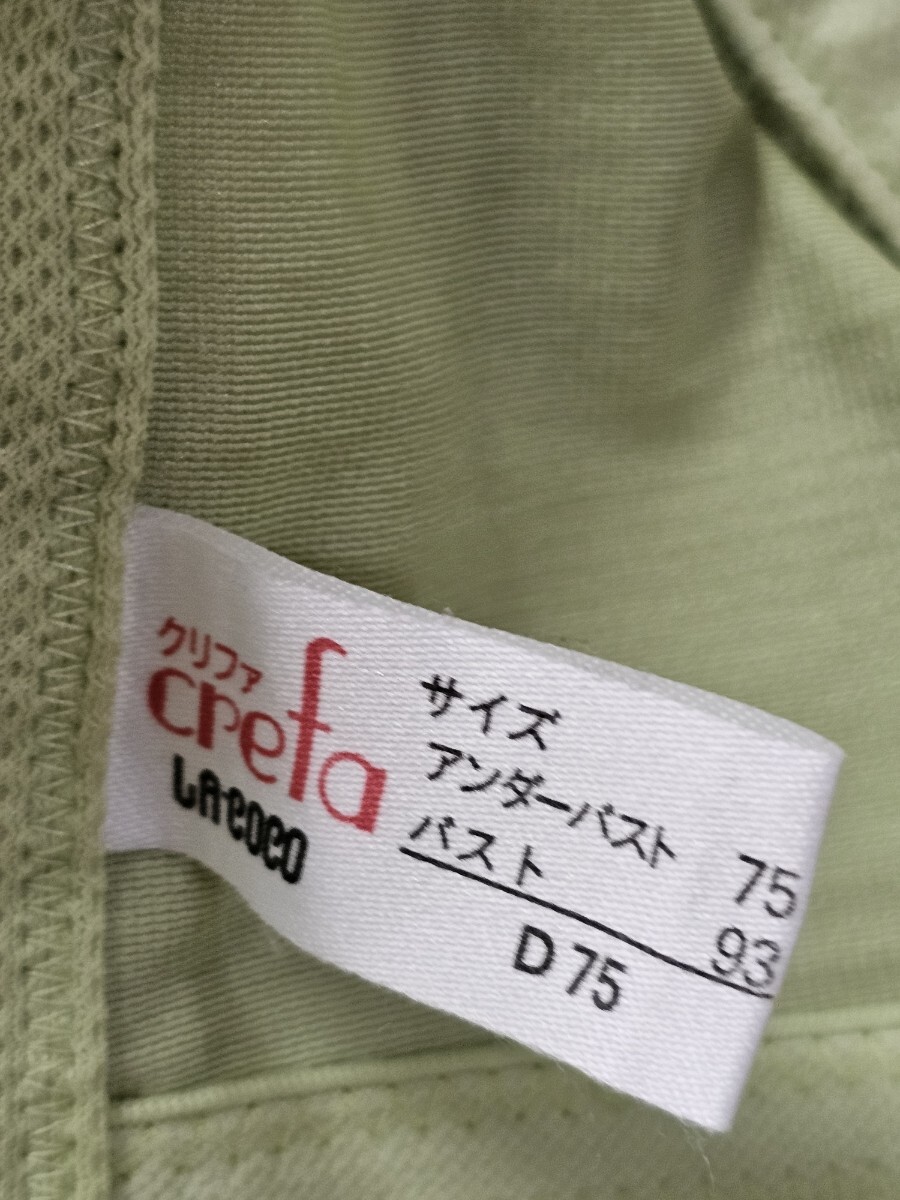 クリファ
crefa
LA-COCO
サイズ
アンダーバスト 75
バスト 93
D75